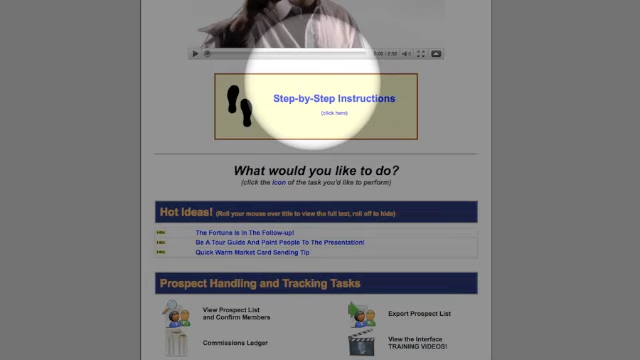 Step-by-Step Instructions
(click here)
What would you like to do?
(click the icon of the task you'd like to perform)
Hot Ideas! (Roll your mouse over title to view the full text, roll off to hide)
The Fortune Is In The Follow-up!
Be A Tour Guide And Point People To The Presentation!
Quick Warm Market Card Sending Tip
Prospect Handling and Tracking Tasks
View Prospect List
and Confirm Members
Export Prospect List
Commissions Ledger
View the Interface
TRAINING VIDEOS!